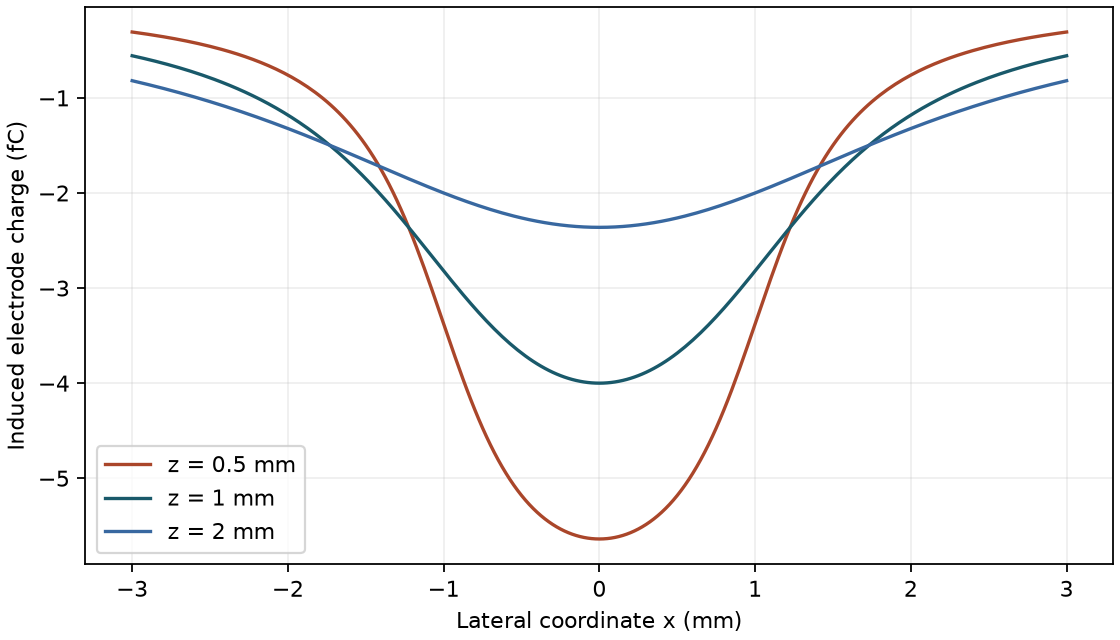 Induced electrode charge (fC)
−1
−2
−3
−4
−5
z = 0.5 mm
z = 1 mm
z = 2 mm
−3
−2
−1
0
1
2
3
Lateral coordinate x (mm)